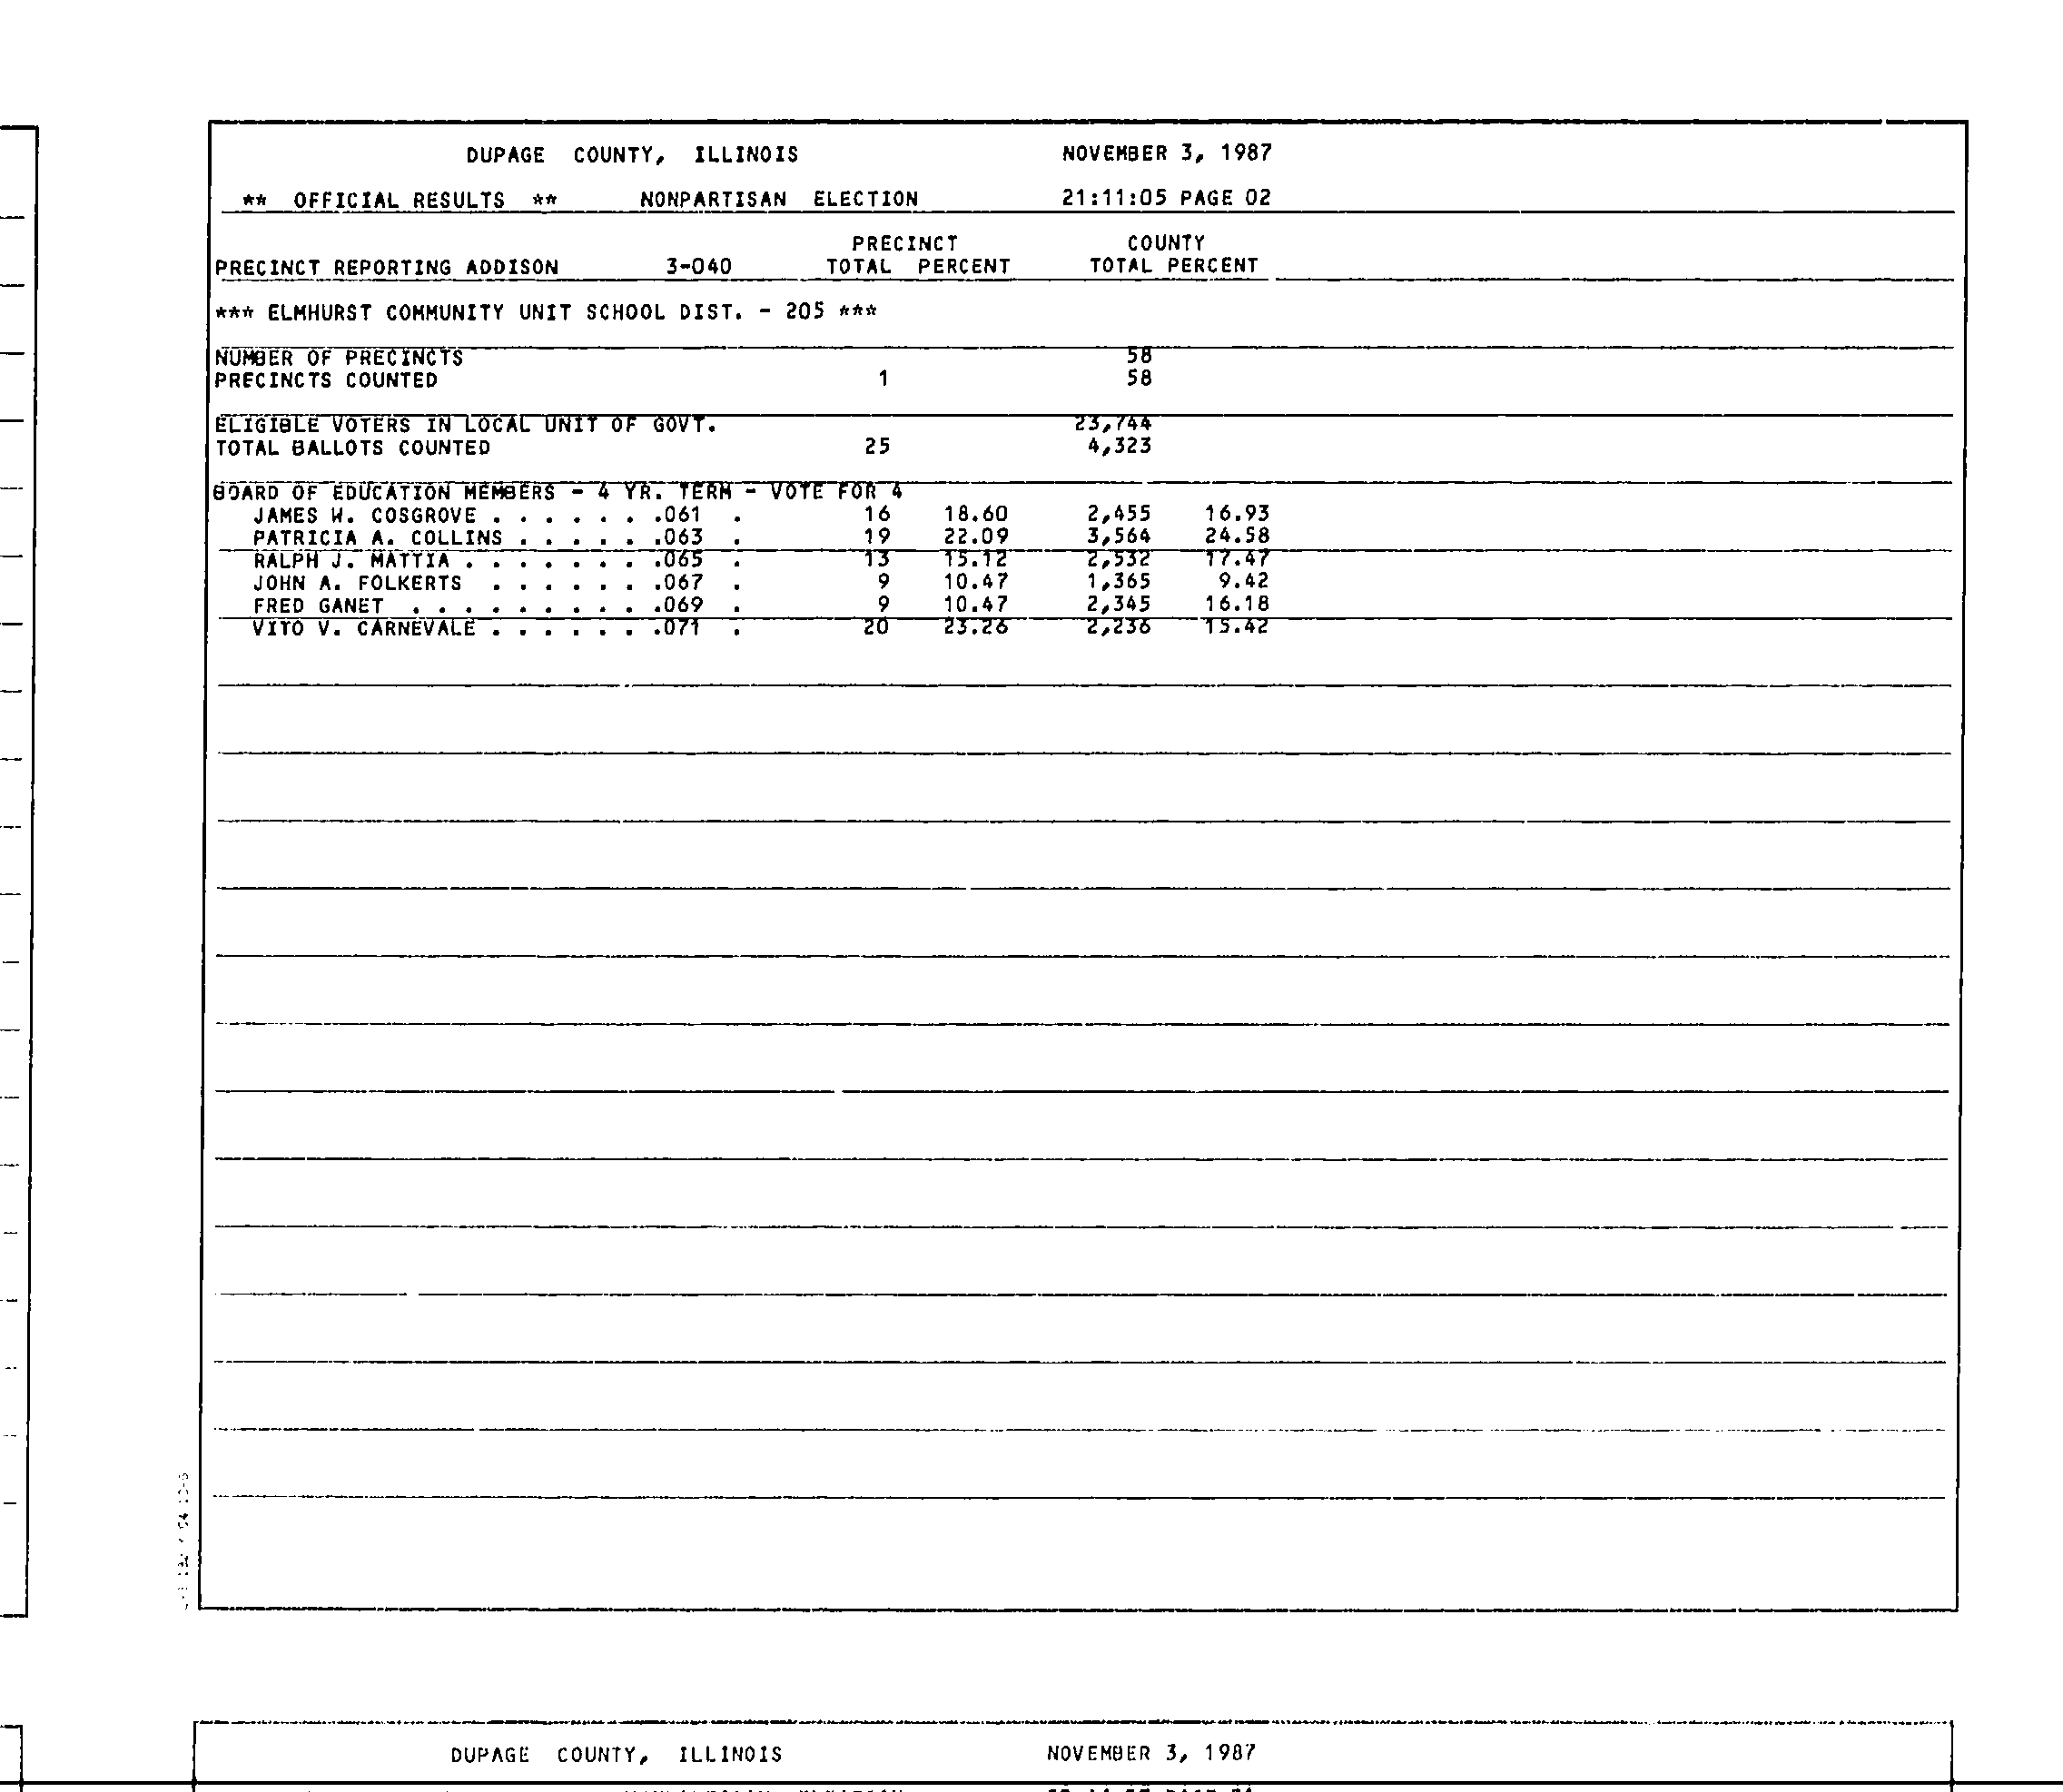 DUPAGE COUNTY, ILLINOIS NOVEMBER 3, 1987
** OFFICIAL RESULTS ** NONPARTISAN ELECTION 21:11:05 PAGE 02
PRECINCT COUNTY
PRECINCT REPORTING ADDISON 3-040 TOTAL PERCENT TOTAL PERCENT
*** ELMHURST COMMUNITY UNIT SCHOOL DIST. - 205 ***
NUMBER OF PRECINCTS 58
PRECINCTS COUNTED 1 58
ELIGIBLE VOTERS IN LOCAL UNIT OF GOVT. 23,744
TOTAL BALLOTS COUNTED 25 4,323
BOARD OF EDUCATION MEMBERS - 4 YR. TERM - VOTE FOR 4
JAMES W. COSGROVE . . . . . . .061 . 16 18.60 2,455 16.93
PATRICIA A. COLLINS . . . . . .063 . 19 22.09 3,564 24.58
RALPH J. MATTIA . . . . . . . .065 . 13 15.12 2,532 17.47
JOHN A. FOLKERTS . . . . . . .067 . 9 10.47 1,365 9.42
FRED GANET . . . . . . . . . .069 . 9 10.47 2,345 16.18
VITO V. CARNEVALE . . . . . . .071 . 20 23.26 2,236 15.42
DUPAGE COUNTY, ILLINOIS NOVEMBER 3, 1987